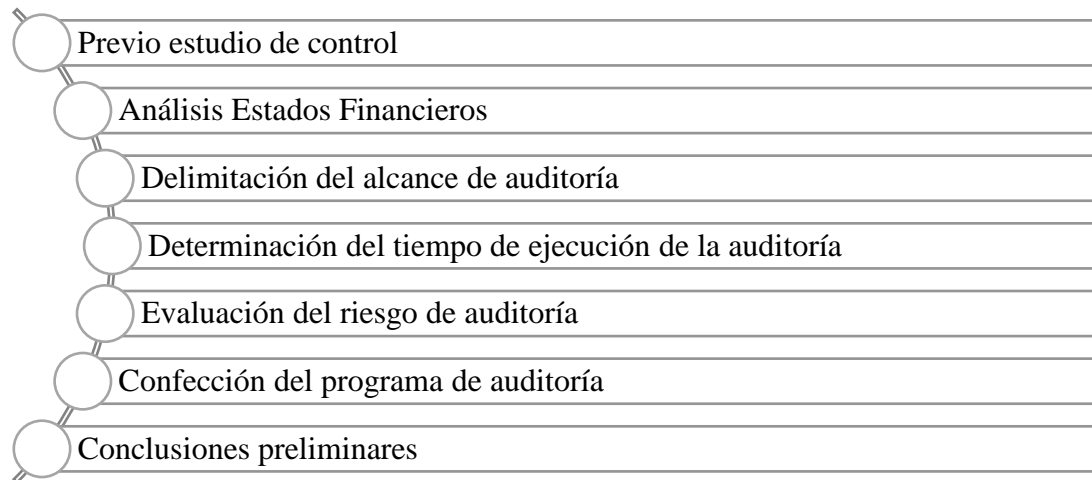 Previo estudio de control
Análisis Estados Financieros
Delimitación del alcance de auditoría
Determinación del tiempo de ejecución de la auditoría
Evaluación del riesgo de auditoría
Confección del programa de auditoría
Conclusiones preliminares